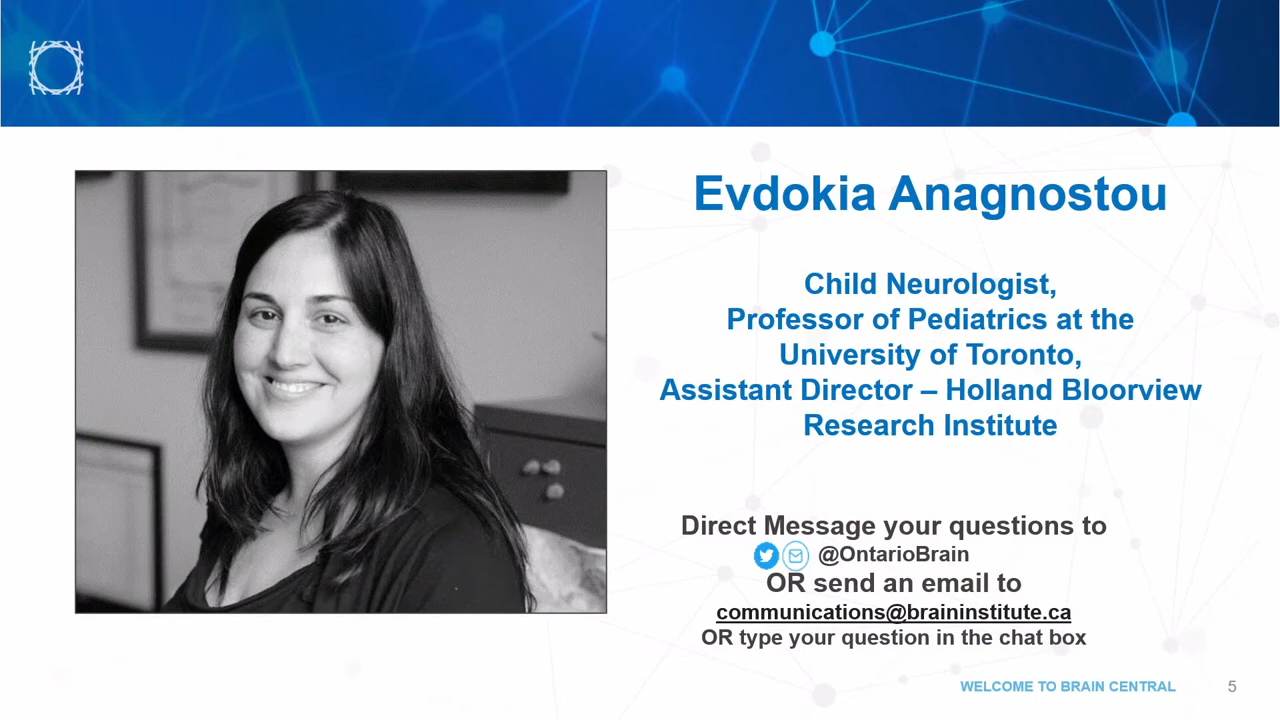 Evdokia Anagnostou
Child Neurologist,
Professor of Pediatrics at the
University of Toronto,
Assistant Director – Holland Bloorview
Research Institute
Direct Message your questions to
@OntarioBrain
OR send an email to
communications@braininstitute.ca
OR type your question in the chat box
WELCOME TO BRAIN CENTRAL 5